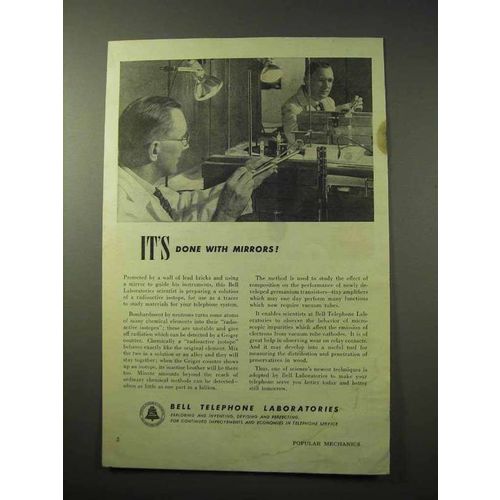 IT'S DONE WITH MIRRORS!
Protected by a wall of lead bricks and using
a mirror to guide his instruments, this Bell
Laboratories scientist is preparing a solution
of a radioactive isotope, for use as a tracer
to study materials for your telephone system.
Bombardment by neutrons turns some atoms
of many chemical elements into their "radio-
active isotopes"; these are unstable and give
off radiation which can be detected by a Geiger
counter. Chemically a "radioactive isotope"
behaves exactly like the original element. Mix
the two in a solution or an alloy and they will
stay together; when the Geiger counter shows
up an isotope, its inactive brother will be there
too. Minute amounts beyond the reach of
ordinary chemical methods can be detected—
often as little as one part in a billion.
The method is used to study the effect of
composition on the performance of newly de-
veloped germanium transistors—tiny amplifiers
which may one day perform many functions
which now require vacuum tubes.
It enables scientists at Bell Telephone Lab-
oratories to observe the behavior of micro-
scopic impurities which affect the emission of
electrons from vacuum tube cathodes. It is of
great help in observing wear on relay contacts.
And it may develop into a useful tool for
measuring the distribution and penetration of
preservatives in wood.
Thus, one of science's newest techniques is
adopted by Bell Laboratories to make your
telephone serve you better today and better
still tomorrow.
BELL TELEPHONE LABORATORIES
EXPLORING AND INVENTING, DEVISING AND PERFECTING,
FOR CONTINUED IMPROVEMENTS AND ECONOMIES IN TELEPHONE SERVICE
2
POPULAR MECHANICS